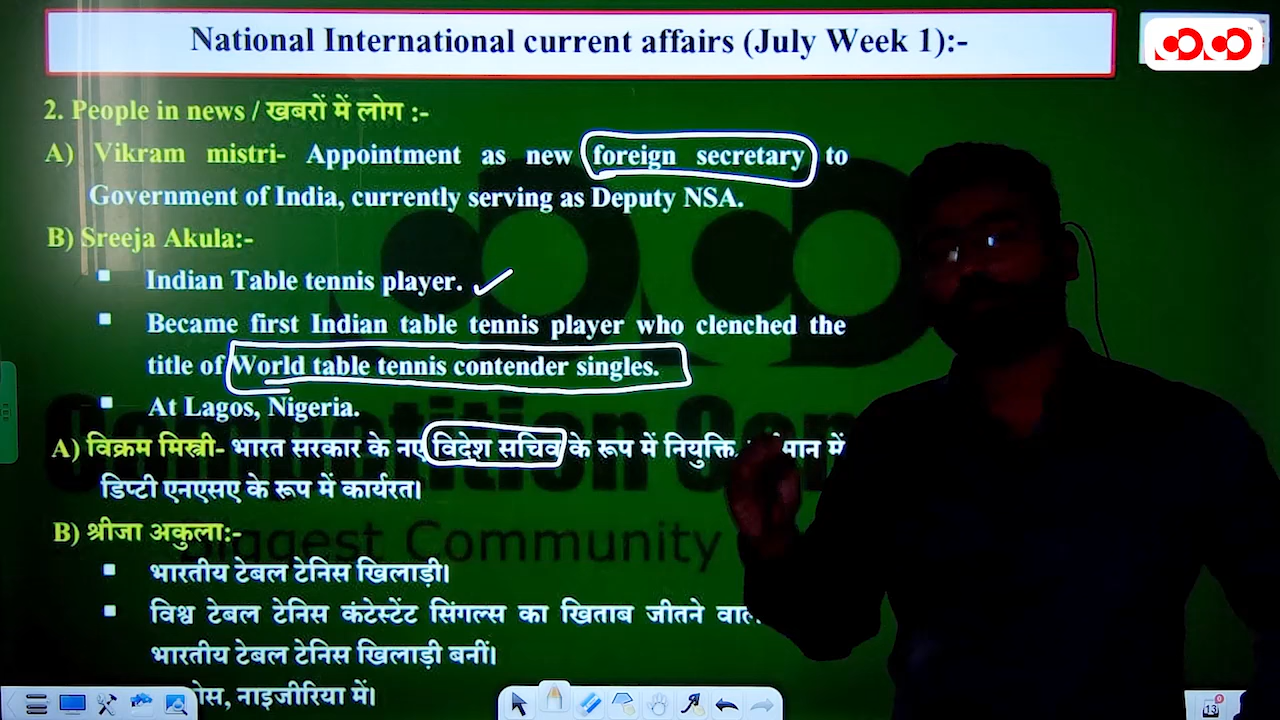 National International current affairs (July Week 1):-
2. People in news / खबरों में लोग :-
A) Vikram mistri- Appointment as new foreign secretary to
Government of India, currently serving as Deputy NSA.
B) Sreeja Akula:-
Indian Table tennis player.
Became first Indian table tennis player who clenched the
title of World table tennis contender singles.
At Lagos, Nigeria.
A) विक्रम मिस्त्री- भारत सरकार के नए विदेश सचिव के रूप में नियुक्ति, में
डिप्टी एनएसए के रूप में कार्यरत।
B) श्रीजा अकुला:-
भारतीय टेबल टेनिस खिलाड़ी।
विश्व टेबल टेनिस कंटेस्टेंट सिंगल्स का खिताब जीतने
भारतीय टेबल टेनिस खिलाड़ी बनीं।
नाइजीरिया में।
Biggest Community
13